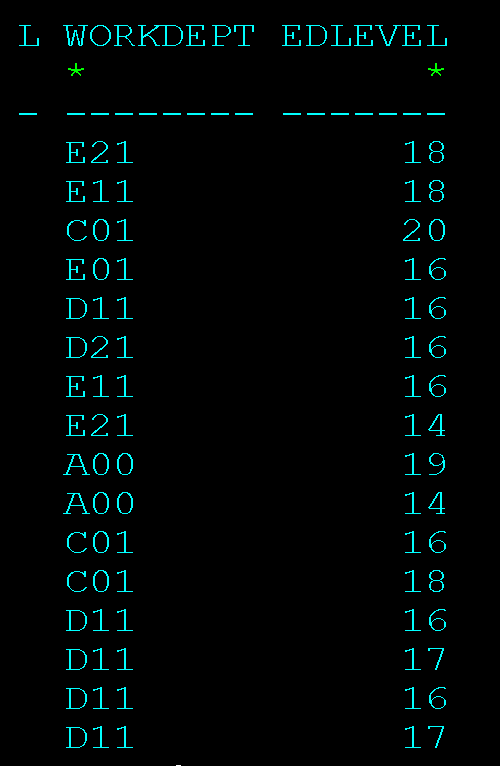 L WORKDEPT EDLEVEL
* *
- -------- -------
E21 18
E11 18
C01 20
E01 16
D11 16
D21 16
E11 16
E21 14
A00 19
A00 14
C01 16
C01 18
D11 16
D11 17
D11 16
D11 17